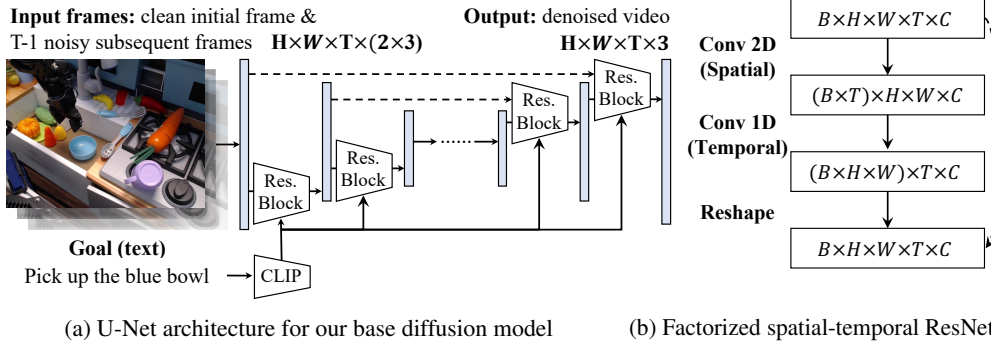 Input frames: clean initial frame &
T-1 noisy subsequent frames
H×W×T×(2×3)
Output: denoised video
H×W×T×3
Res.
Block
Res.
Block
Res.
Block
Res.
Block
......
Goal (text)
Pick up the blue bowl
CLIP
(a) U-Net architecture for our base diffusion model
B×H×W×T×C
Conv 2D
(Spatial)
(B×T)×H×W×C
Conv 1D
(Temporal)
(B×H×W)×T×C
Reshape
B×H×W×T×C
(b) Factorized spatial-temporal ResNet